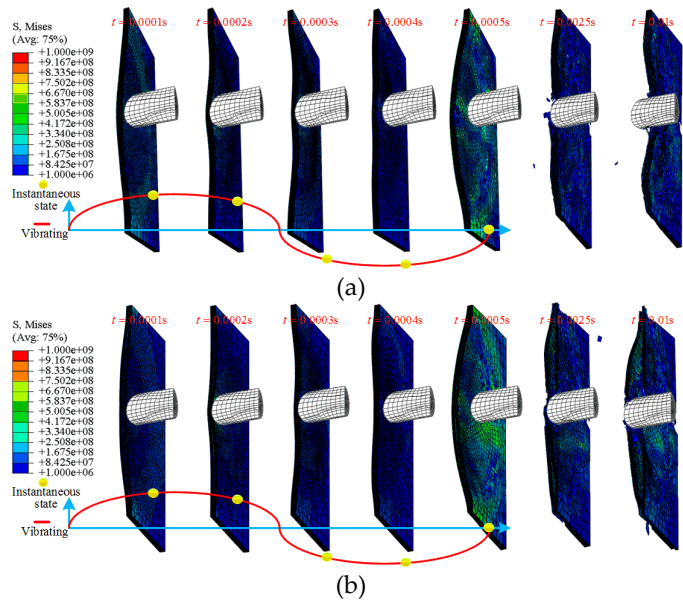 t = 0.0001s t = 0.0002s t = 0.0003s t = 0.0004s t = 0.0005s t = 0.0025s t = 0.01s
S, Mises
(Avg: 75%)
+1.000e+09
+9.167e+08
+8.335e+08
+7.502e+08
+6.670e+08
+5.837e+08
+5.005e+08
+4.172e+08
+3.340e+08
+2.508e+08
+1.675e+08
+8.425e+07
+1.000e+06
Instantaneous
state
Vibrating
(a)
t = 0.0001s t = 0.0002s t = 0.0003s t = 0.0004s t = 0.0005s t = 0.0025s t = 0.01s
S, Mises
(Avg: 75%)
+1.000e+09
+9.167e+08
+8.335e+08
+7.502e+08
+6.670e+08
+5.837e+08
+5.005e+08
+4.172e+08
+3.340e+08
+2.508e+08
+1.675e+08
+8.425e+07
+1.000e+06
Instantaneous
state
Vibrating
(b)